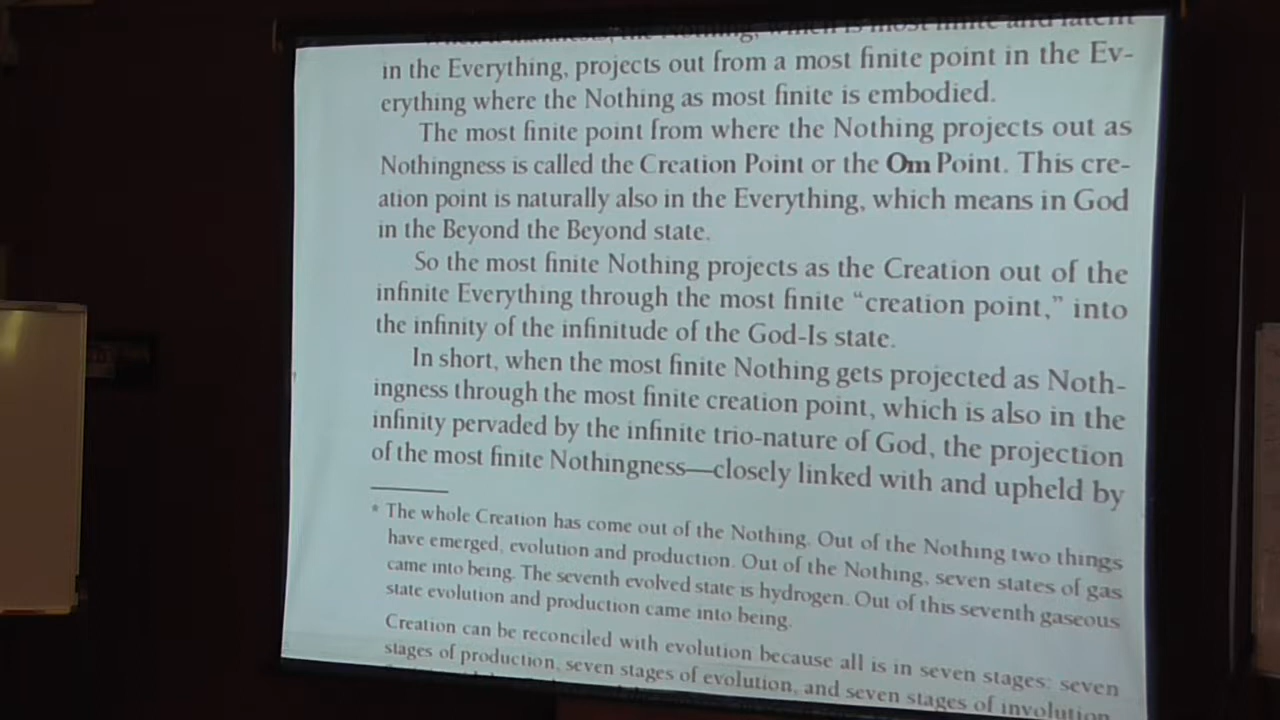 Nothing, which is most finite and latent
in the Everything, projects out from a most finite point in the Ev-
erything where the Nothing as most finite is embodied.
The most finite point from where the Nothing projects out as
Nothingness is called the Creation Point or the Om Point. This cre-
ation point is naturally also in the Everything, which means in God
in the Beyond the Beyond state.
So the most finite Nothing projects as the Creation out of the
infinite Everything through the most finite “creation point,” into
the infinity of the infinitude of the God-Is state.
In short, when the most finite Nothing gets projected as Noth-
ingness through the most finite creation point, which is also in the
infinity pervaded by the infinite trio-nature of God, the projection
of the most finite Nothingness—closely linked with and upheld by
* The whole Creation has come out of the Nothing. Out of the Nothing two things
have emerged, evolution and production. Out of the Nothing, seven states of gas
came into being. The seventh evolved state is hydrogen. Out of this seventh gaseous
state evolution and production came into being.
Creation can be reconciled with evolution because all is in seven stages: seven
stages of production, seven stages of evolution, and seven stages of involution